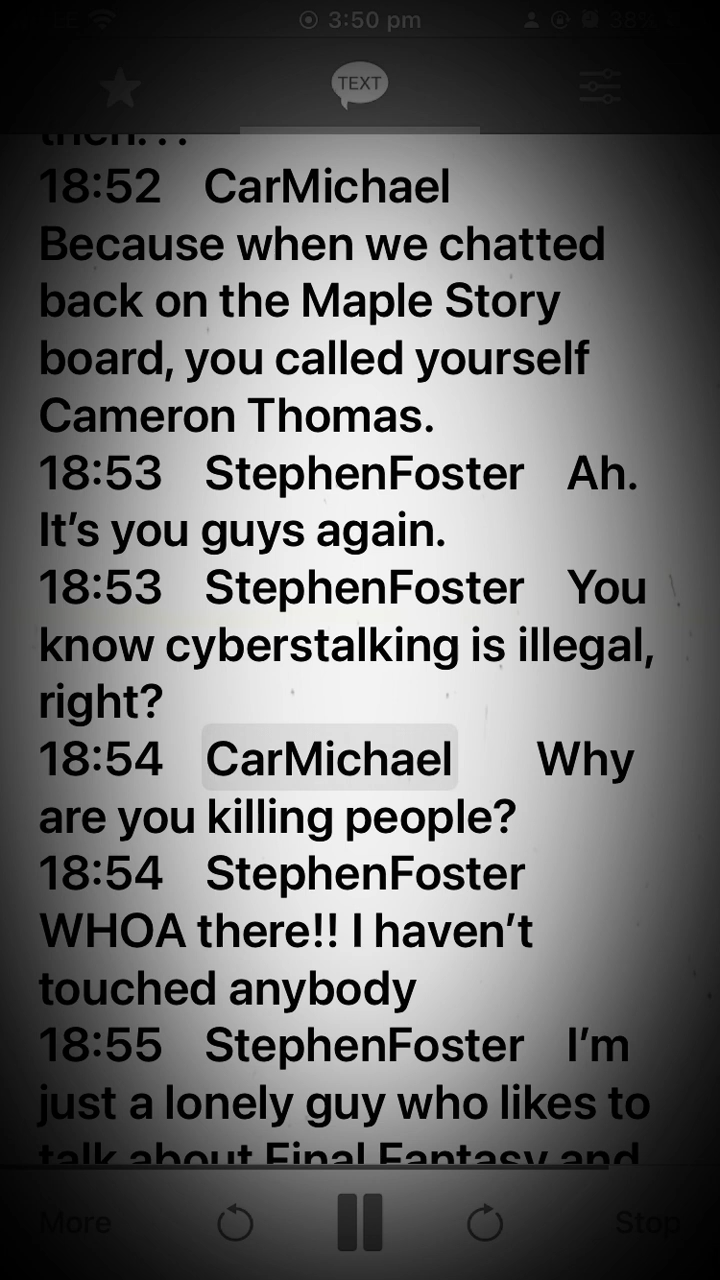 3:50 pm
38%
TEXT
then. . .
18:52 CarMichael
Because when we chatted
back on the Maple Story
board, you called yourself
Cameron Thomas.
18:53 StephenFoster Ah.
It’s you guys again.
18:53 StephenFoster You
know cyberstalking is illegal,
right?
18:54 CarMichael Why
are you killing people?
18:54 StephenFoster
WHOA there!! I haven’t
touched anybody
18:55 StephenFoster I’m
just a lonely guy who likes to
talk about Final Fantasy and
More
Stop